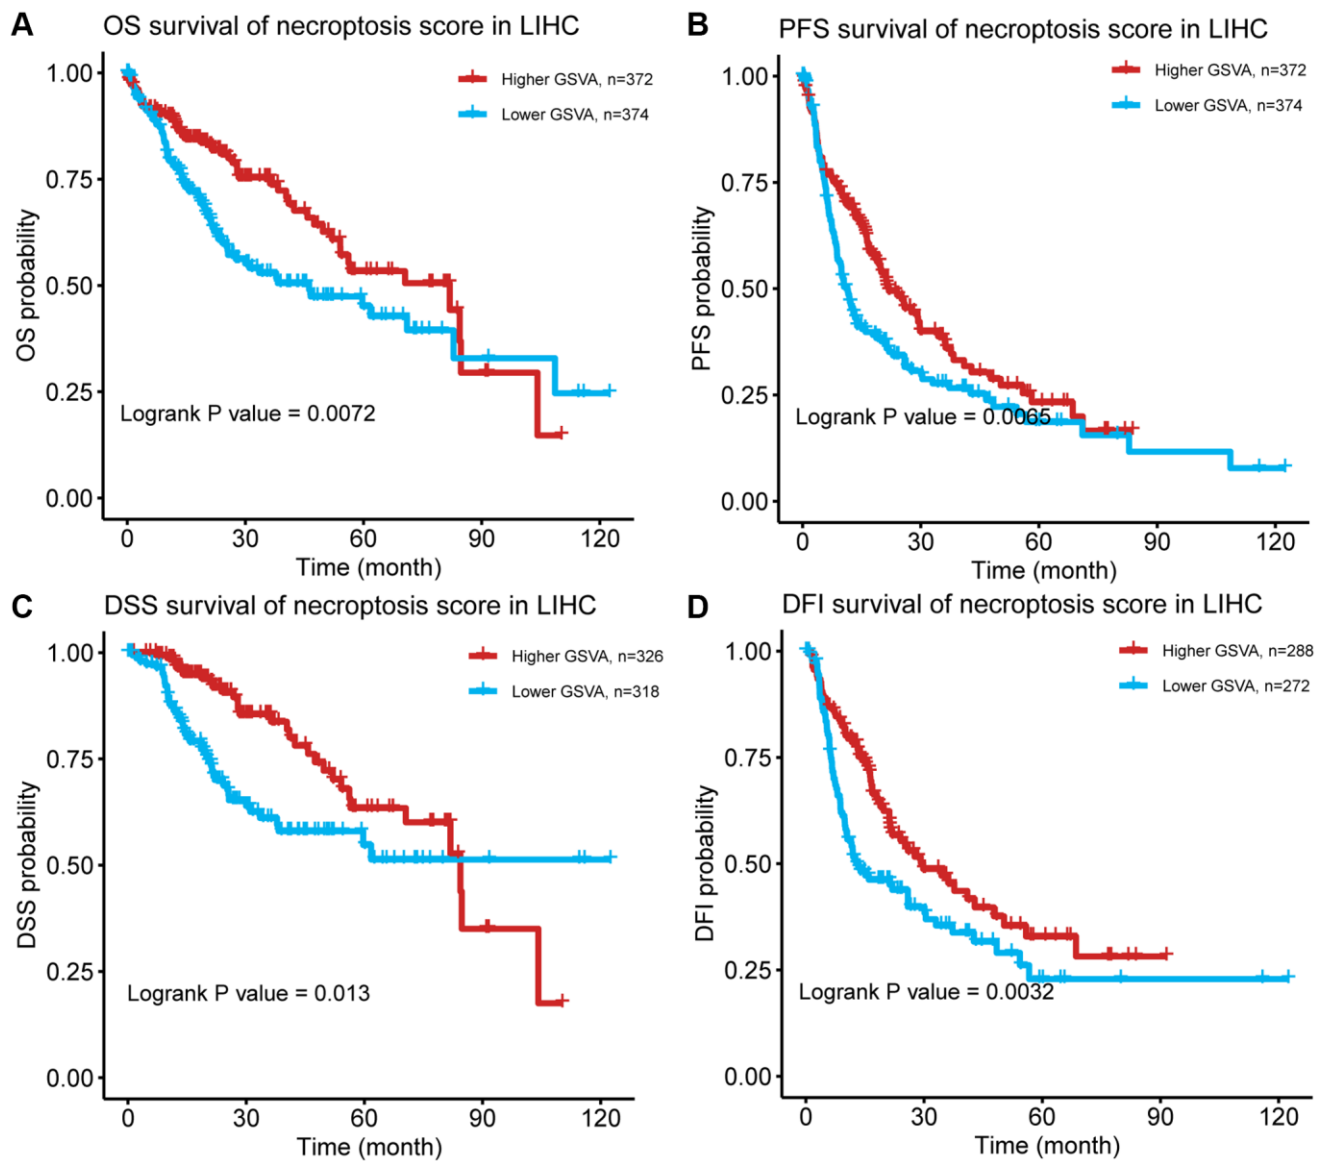 A
OS survival of necroptosis score in LIHC
Higher GSVA, n=372
Lower GSVA, n=374
1.00
0.75
0.50
0.25
0.00
OS probability
Logrank P value = 0.0072
0 30 60 90 120
Time (month)
B
PFS survival of necroptosis score in LIHC
Higher GSVA, n=372
Lower GSVA, n=374
1.00
0.75
0.50
0.25
0.00
PFS probability
Logrank P value = 0.0065
0 30 60 90 120
Time (month)
C
DSS survival of necroptosis score in LIHC
Higher GSVA, n=326
Lower GSVA, n=318
1.00
0.75
0.50
0.25
0.00
DSS probability
Logrank P value = 0.013
0 30 60 90 120
Time (month)
D
DFI survival of necroptosis score in LIHC
Higher GSVA, n=288
Lower GSVA, n=272
1.00
0.75
0.50
0.25
0.00
DFI probability
Logrank P value = 0.0032
0 30 60 90 120
Time (month)